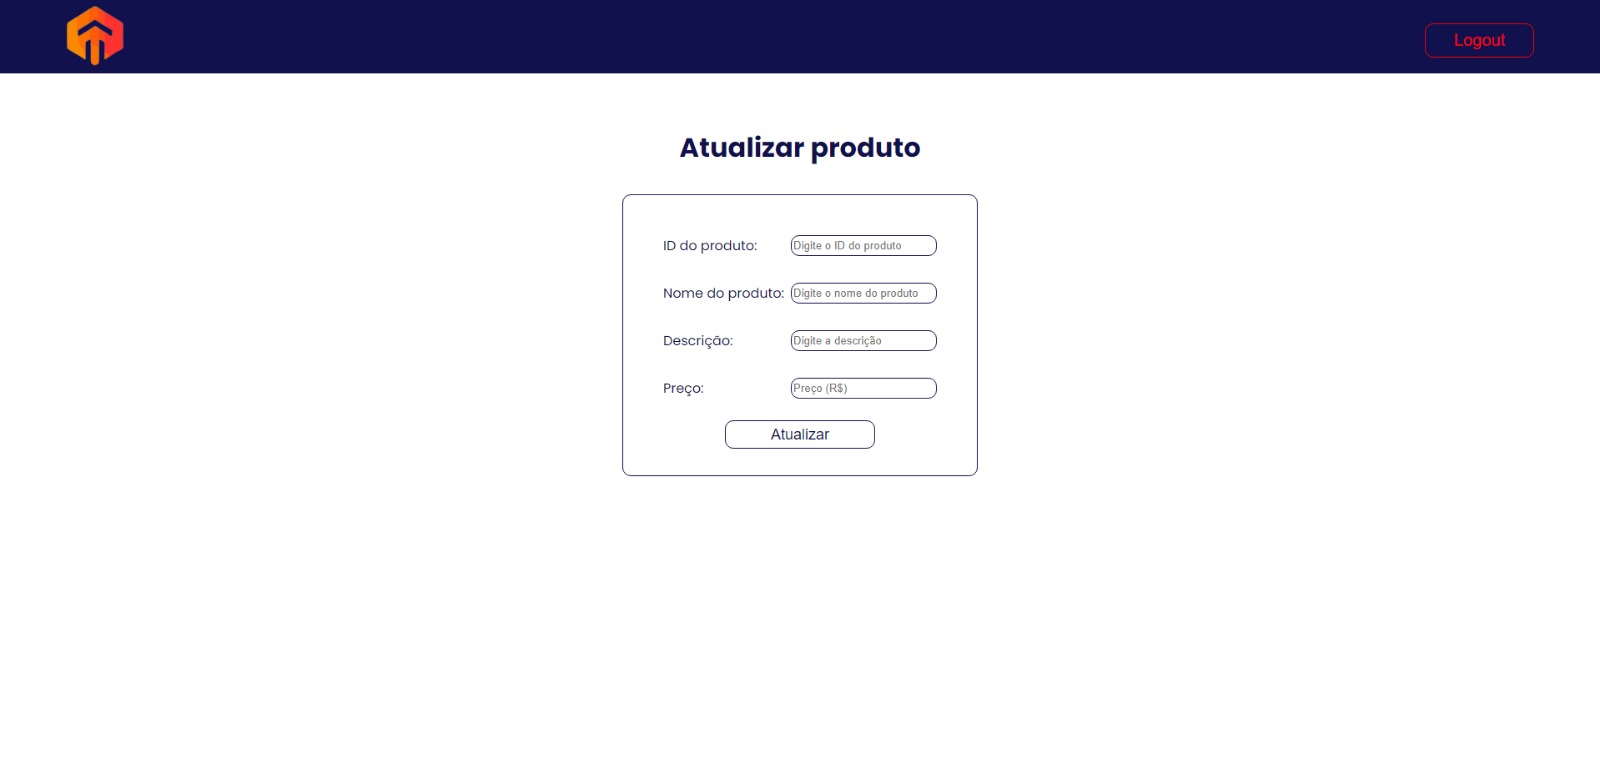 Logout
Atualizar produto
ID do produto: Digite o ID do produto
Nome do produto: Digite o nome do produto
Descrição: Digite a descrição
Preço: Preço (R$)
Atualizar